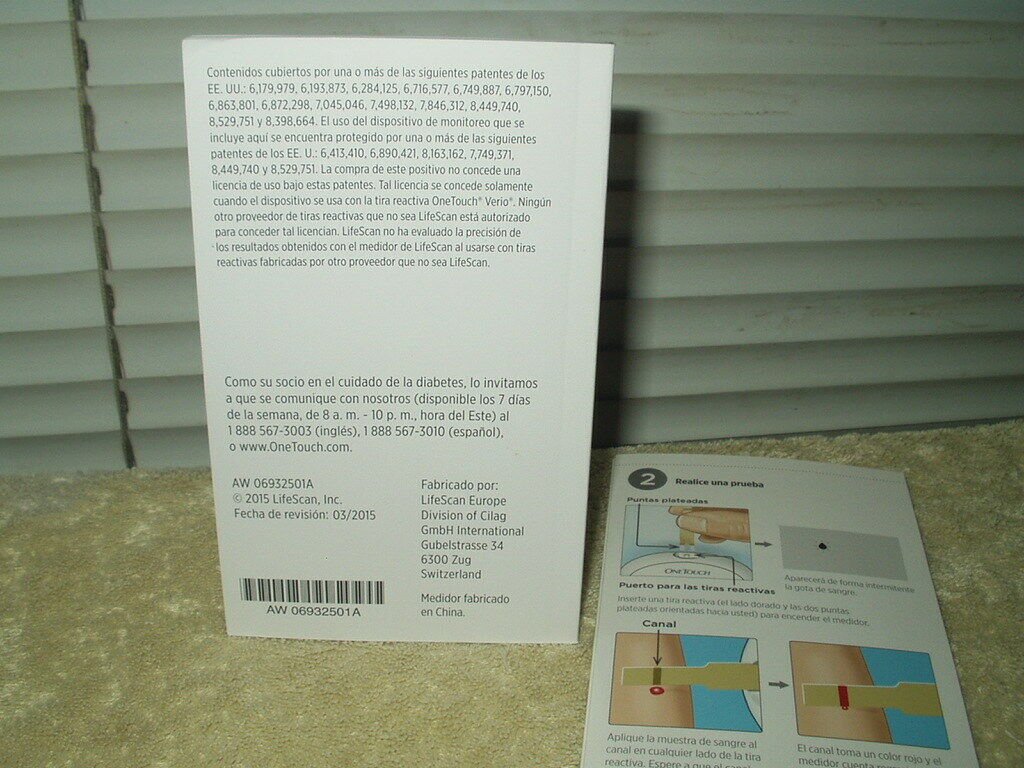 Contenidos cubiertos por una o más de las siguientes patentes de los
EE. UU.: 6,179,979, 6,193,873, 6,284,125, 6,716,577, 6,749,887, 6,797,150,
6,863,801, 6,872,298, 7,045,046, 7,498,132, 7,846,312, 8,449,740,
8,529,751 y 8,398,664. El uso del dispositivo de monitoreo que se
incluye aquí se encuentra protegido por una o más de las siguientes
patentes de los EE. U.: 6,413,410, 6,890,421, 8,163,162, 7,749,371,
8,449,740 y 8,529,751. La compra de este positivo no concede una
licencia de uso bajo estas patentes. Tal licencia se concede solamente
cuando el dispositivo se usa con la tira reactiva OneTouch® Verio®. Ningún
otro proveedor de tiras reactivas que no sea LifeScan está autorizado
para conceder tal licencian. LifeScan no ha evaluado la precisión de
los resultados obtenidos con el medidor de LifeScan al usarse con tiras
reactivas fabricadas por otro proveedor que no sea LifeScan.
Como su socio en el cuidado de la diabetes, lo invitamos
a que se comunique con nosotros (disponible los 7 días
de la semana, de 8 a. m. - 10 p. m., hora del Este) al
1 888 567-3003 (inglés), 1 888 567-3010 (español),
o www.OneTouch.com.
AW 06932501A
© 2015 LifeScan, Inc.
Fecha de revisión: 03/2015
AW 06932501A
Fabricado por:
LifeScan Europe
Division of Cilag
GmbH International
Gubelstrasse 34
6300 Zug
Switzerland
Medidor fabricado
en China.
2 Realice una prueba
Puntas plateadas
ONETOUCH
Puerto para las tiras reactivas
Aparecerá de forma intermitente
la gota de sangre.
Inserte una tira reactiva (el lado dorado y las dos puntas
plateadas orientadas hacia usted) para encender el medidor.
Canal
Aplique la muestra de sangre al
canal en cualquier lado de la tira
reactiva. Espere a que el canal
El canal toma un color rojo y el
medidor cuenta